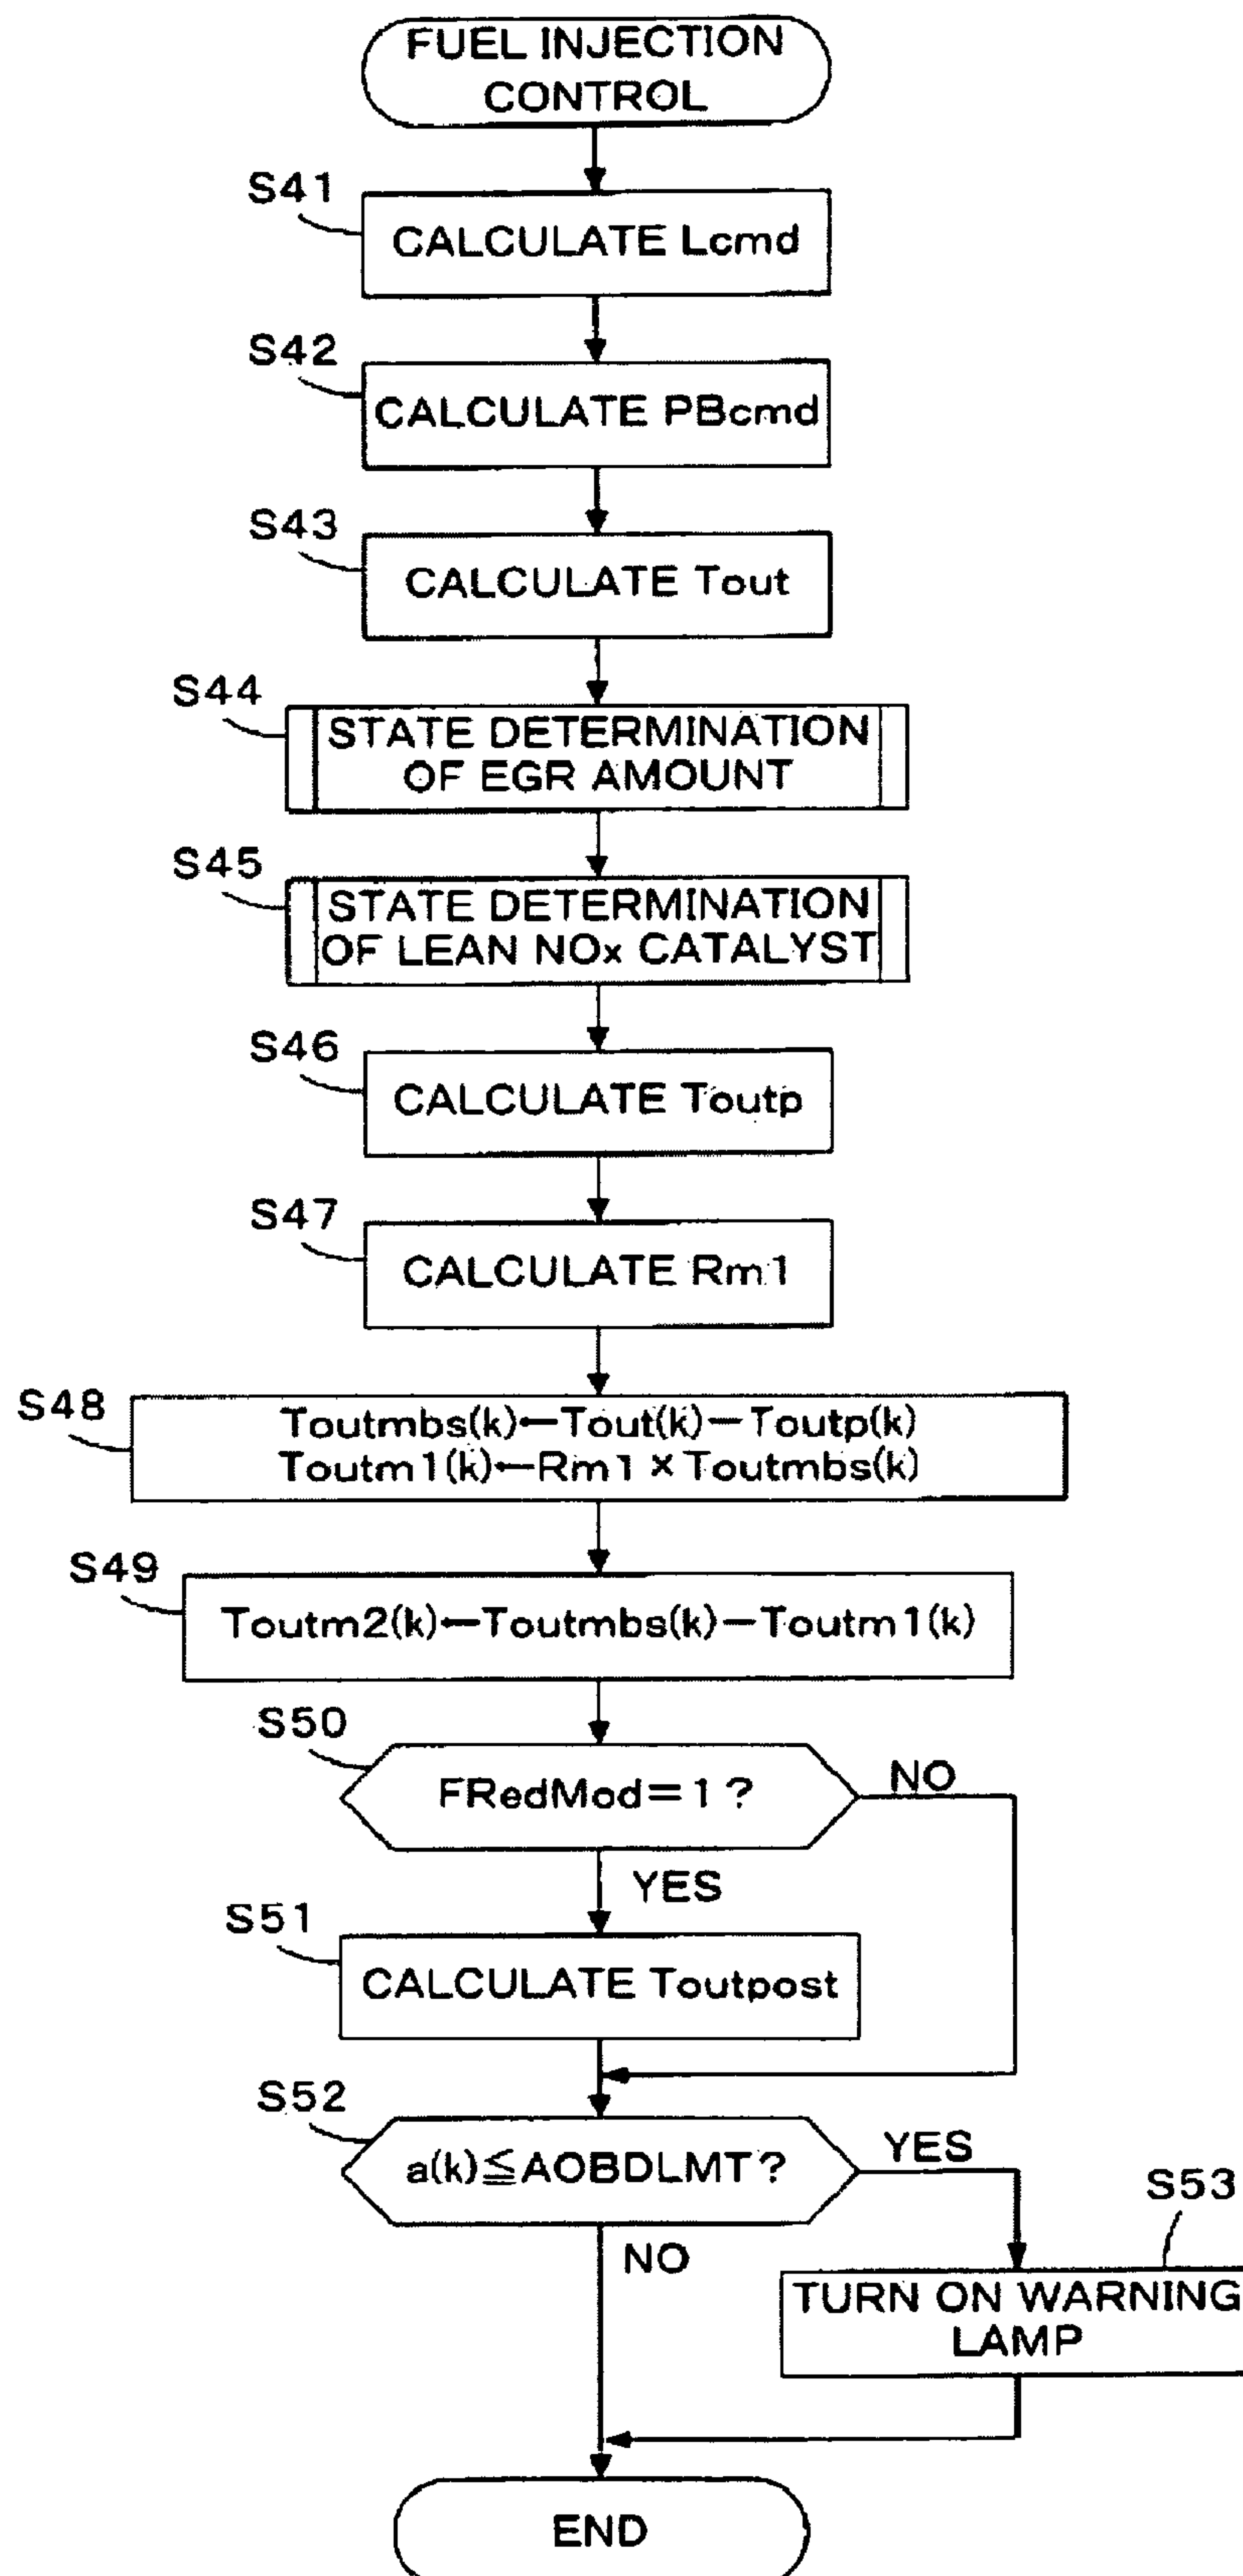 FUEL INJECTION
CONTROL
S41
CALCULATE Lcmd
S42
CALCULATE PBcmd
S43
CALCULATE Tout
S44
STATE DETERMINATION
OF EGR AMOUNT
S45
STATE DETERMINATION
OF LEAN NOx CATALYST
S46
CALCULATE Toutp
S47
CALCULATE Rm1
S48
Toutmbs(k)←Tout(k)−Toutp(k)
Toutm1(k)←Rm1×Toutmbs(k)
S49
Toutm2(k)←Toutmbs(k)−Toutm1(k)
S50
FRedMod=1?
NO
YES
S51
CALCULATE Toutpost
S52
a(k)≦AOBDLMT?
YES
NO
S53
TURN ON WARNING
LAMP
END